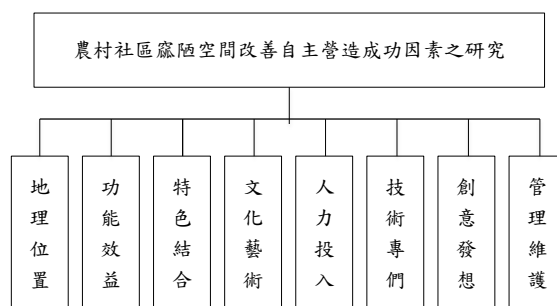 農村社區窳陋空間改善自主營造成功因素之研究
地理位置
功能效益
特色結合
文化藝術
人力投入
技術專們
創意發想
管理維護